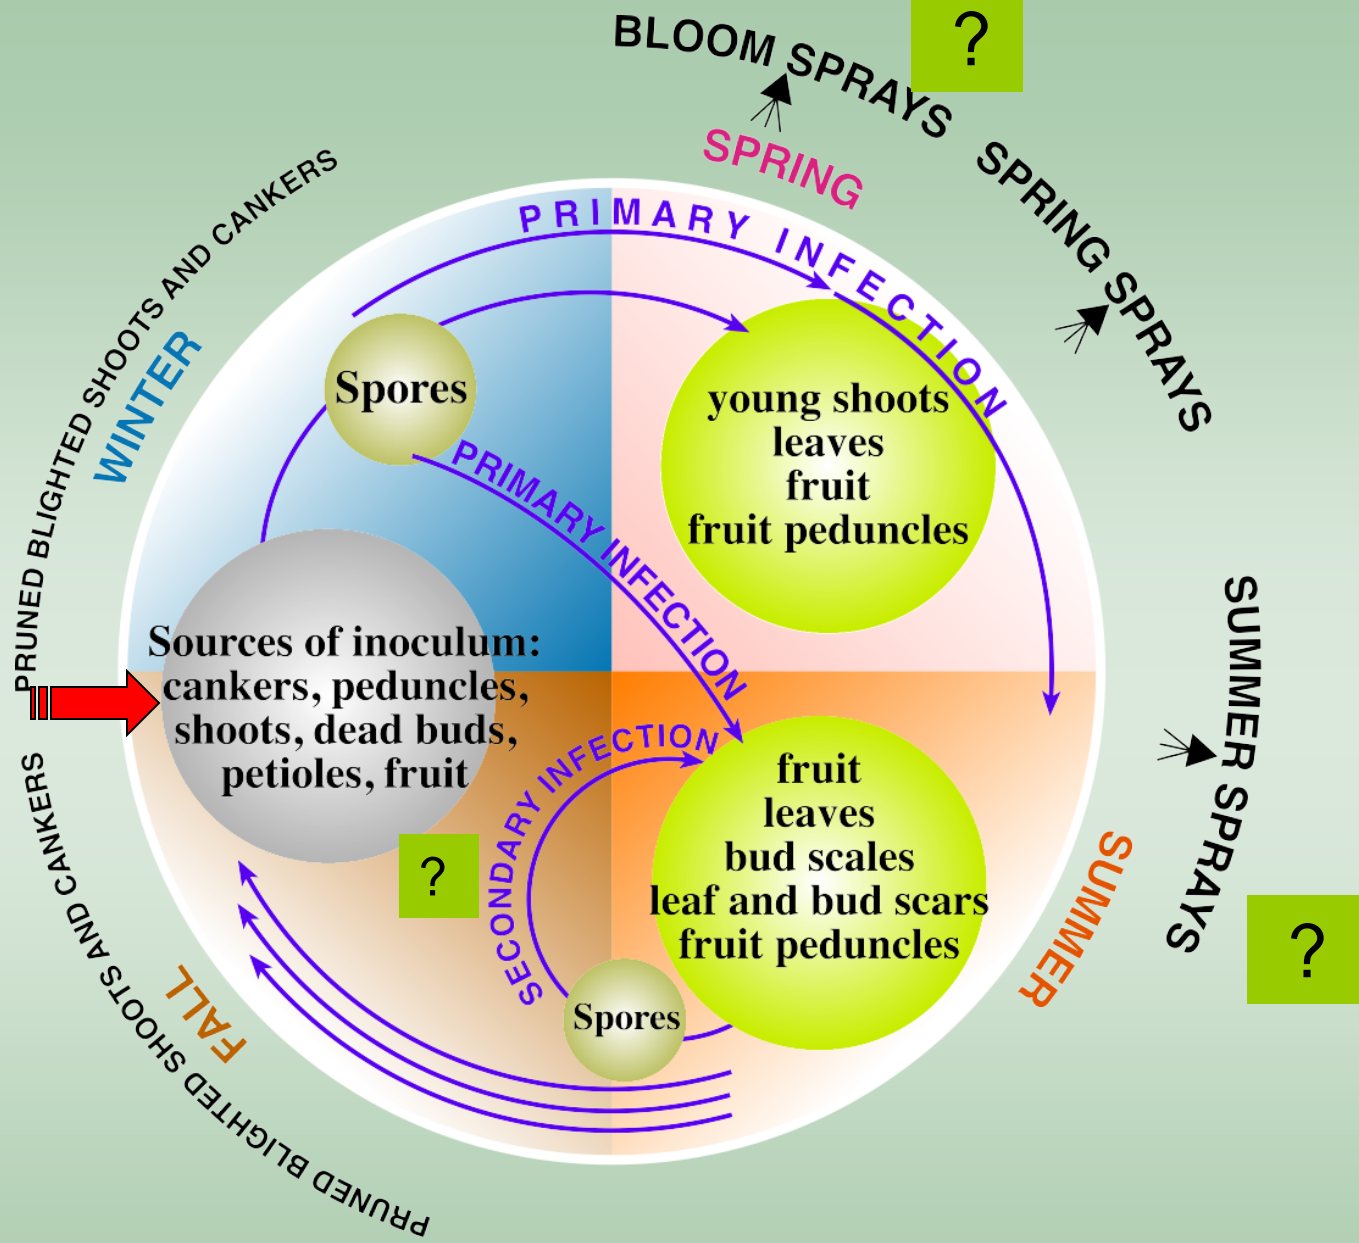 BLOOM SPRAYS
?
SPRING SPRAYS
SPRING
PRUNED BLIGHTED SHOOTS AND CANKERS
WINTER
PRIMARY INFECTION
Spores
young shoots
leaves
fruit
fruit peduncles
PRIMARY INFECTION
Sources of inoculum:
cankers, peduncles,
shoots, dead buds,
petioles, fruit
SECONDARY INFECTION
?
fruit
leaves
bud scales
leaf and bud scars
fruit peduncles
Spores
SUMMER SPRAYS
SUMMER
?
FALL
PRUNED BLIGHTED SHOOTS AND CANKERS